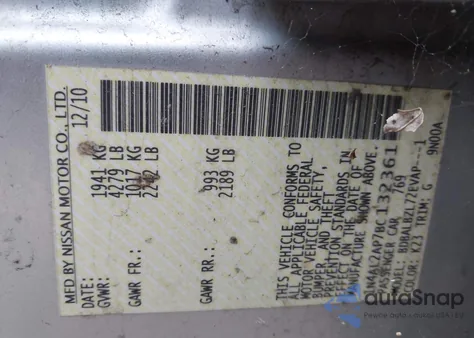 MFD BY NISSAN MOTOR CO., LTD.
DATE: 12/10
GVWR: 1941 KG
4279 LB
GAWR FR: 1017 KG
2242 LB
GAWR RR: 993 KG
2189 LB
THIS VEHICLE CONFORMS TO
APPLICABLE FEDERAL
MOTOR VEHICLE SAFETY,
BUMPER, AND THEFT
PREVENTION STANDARDS IN
EFFECT ON THE DATE OF
MANUFACTURE SHOWN ABOVE.
PASSENGER CAR 769
COLOR: K23 TRIM: G 9N00A
autoSnap